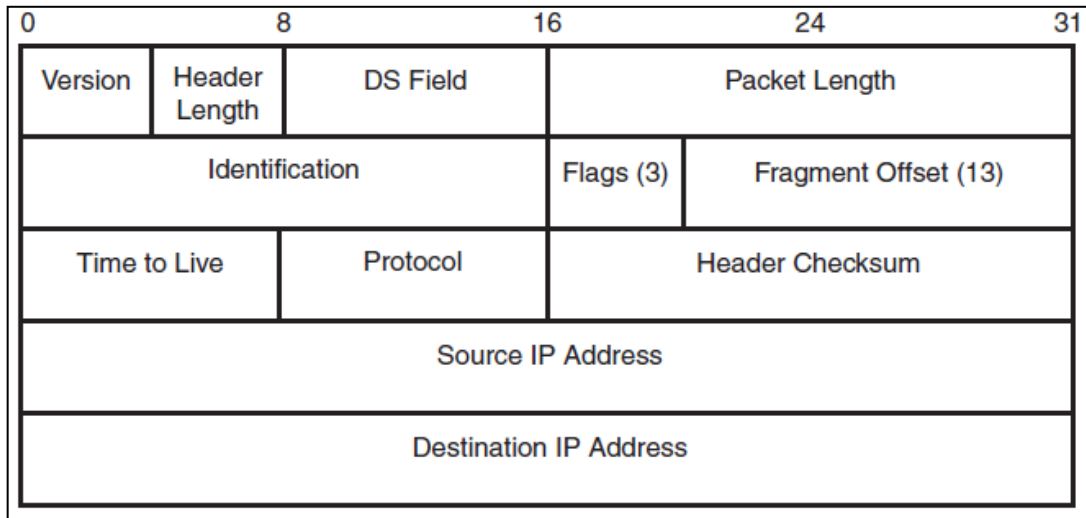 0 8 16 24 31
Version Header Length DS Field Packet Length
Identification Flags (3) Fragment Offset (13)
Time to Live Protocol Header Checksum
Source IP Address
Destination IP Address